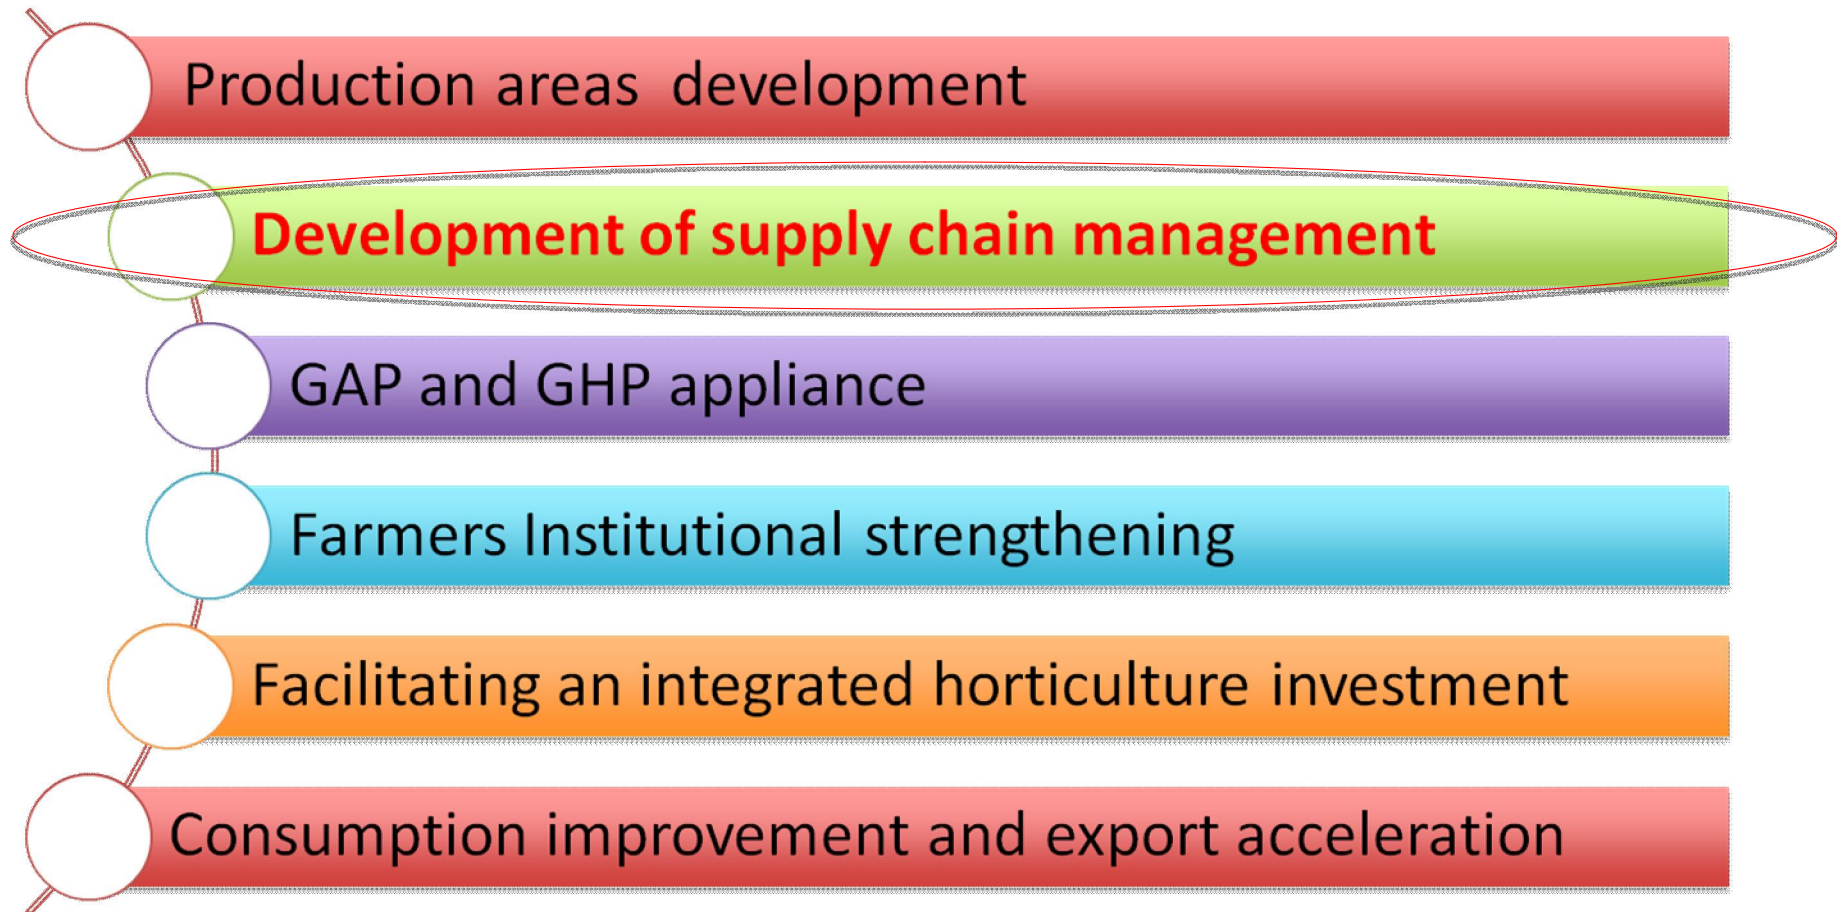 Production areas  development
Development of supply chain management
GAP and GHP appliance
Farmers Institutional strengthening
Facilitating an integrated horticulture investment
Consumption improvement and export acceleration